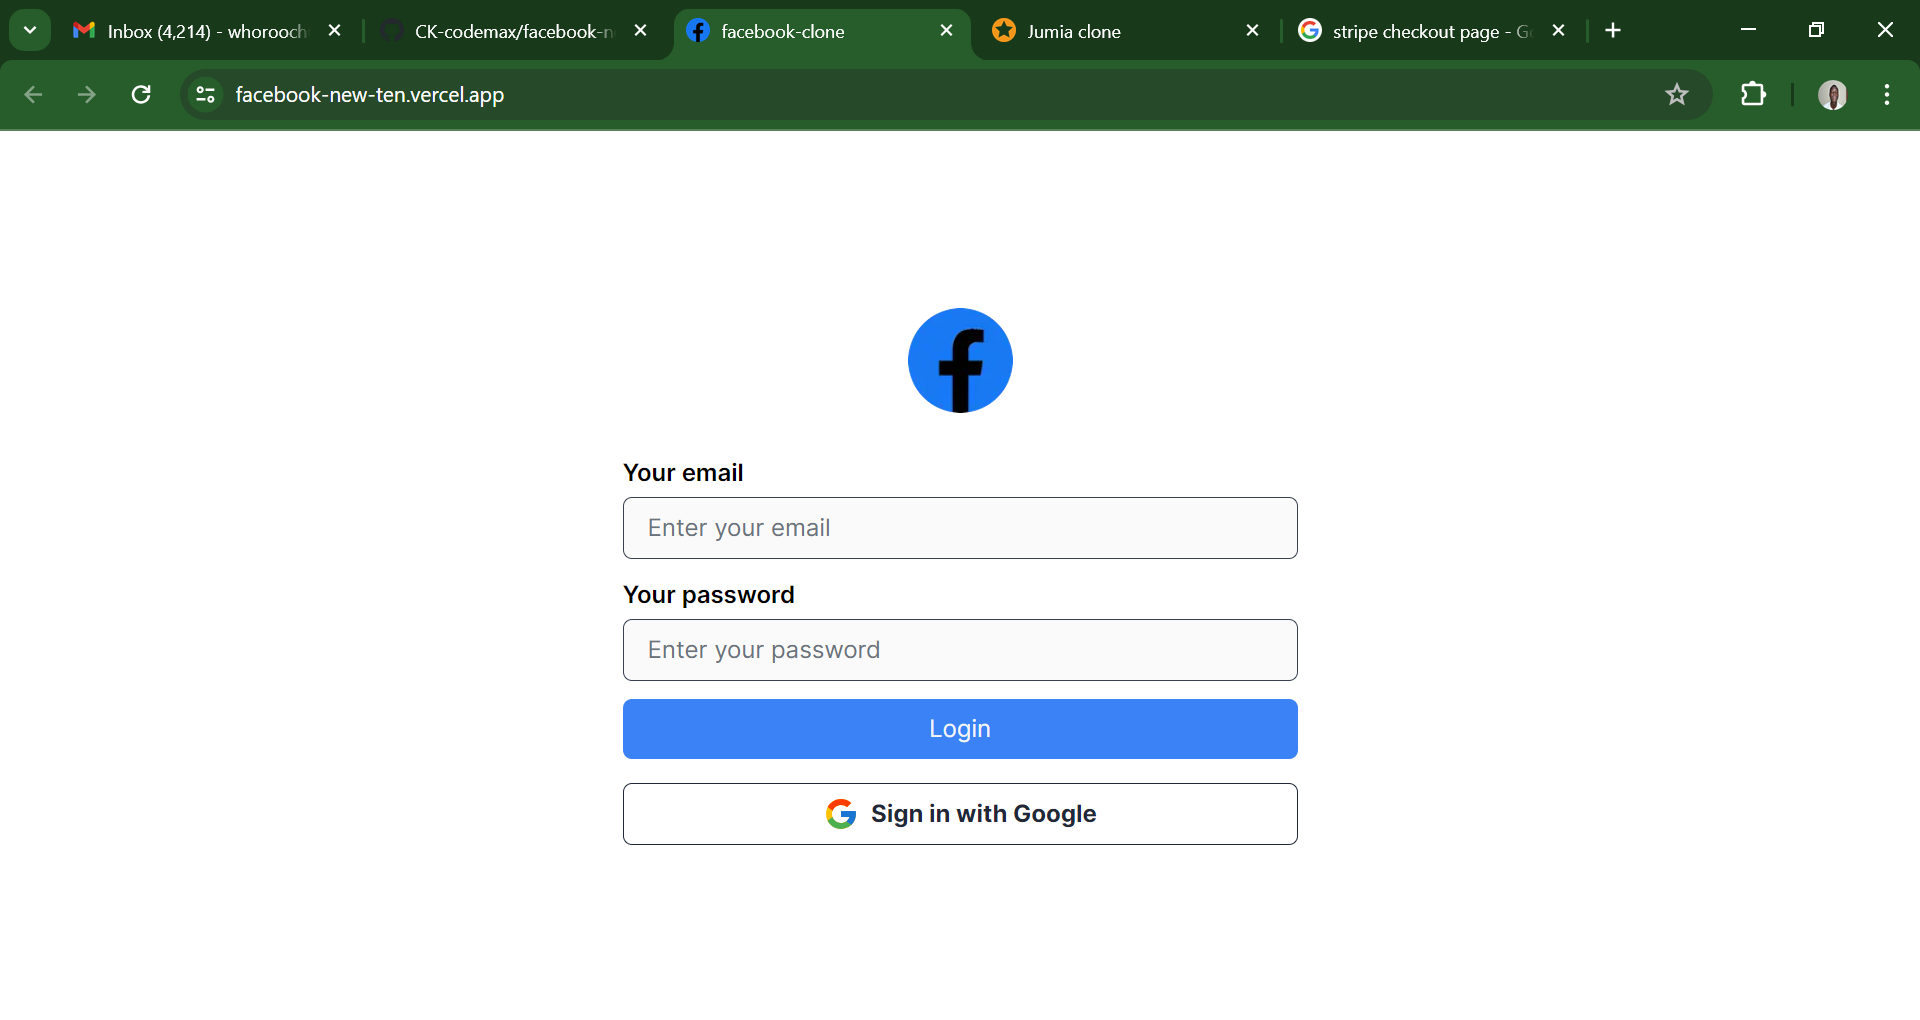 Inbox (4,214) - whorooch
CK-codemax/facebook-n
facebook-clone
Jumia clone
stripe checkout page - G
facebook-new-ten.vercel.app
f
Your email
Enter your email
Your password
Enter your password
Login
Sign in with Google